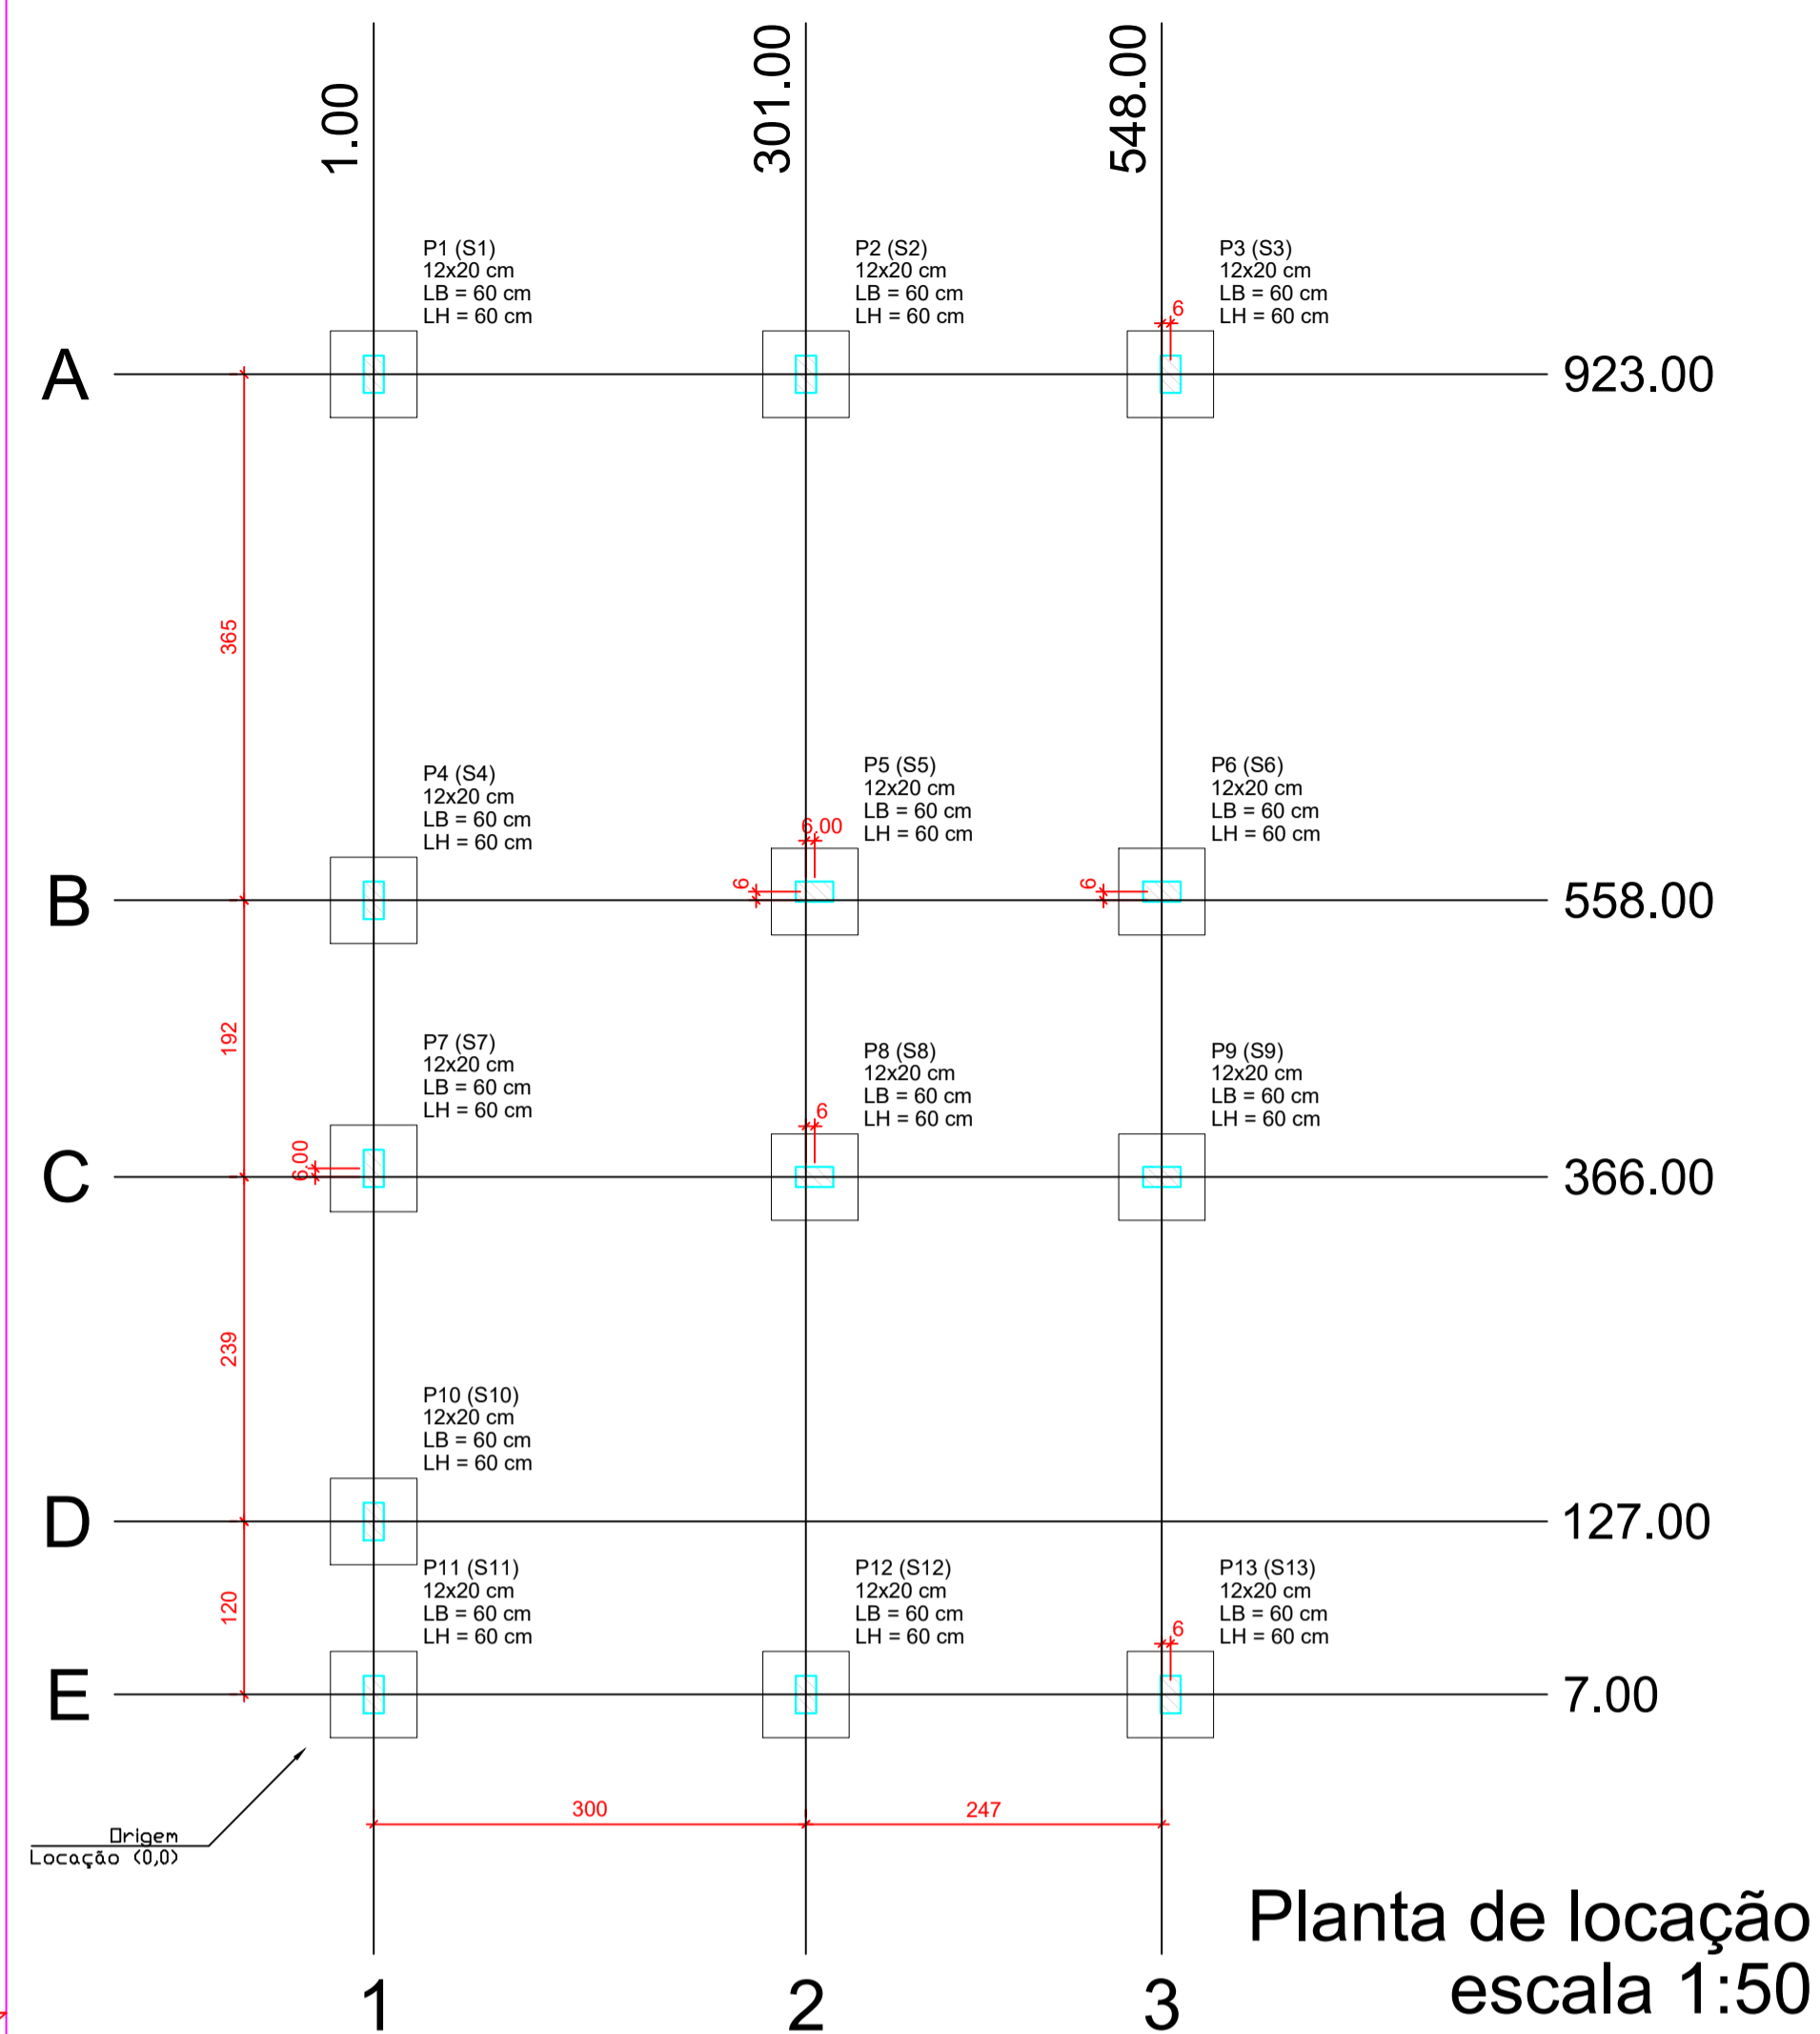 1.00
301.00
548.00
P1 (S1)
12x20 cm
LB = 60 cm
LH = 60 cm
P2 (S2)
12x20 cm
LB = 60 cm
LH = 60 cm
P3 (S3)
12x20 cm
LB = 60 cm
LH = 60 cm
6
A
923.00
365
P4 (S4)
12x20 cm
LB = 60 cm
LH = 60 cm
P5 (S5)
12x20 cm
LB = 60 cm
LH = 60 cm
6,00
6
P6 (S6)
12x20 cm
LB = 60 cm
LH = 60 cm
6
B
558.00
192
P7 (S7)
12x20 cm
LB = 60 cm
LH = 60 cm
6,00
P8 (S8)
12x20 cm
LB = 60 cm
LH = 60 cm
6
P9 (S9)
12x20 cm
LB = 60 cm
LH = 60 cm
C
366.00
239
P10 (S10)
12x20 cm
LB = 60 cm
LH = 60 cm
D
127.00
120
P11 (S11)
12x20 cm
LB = 60 cm
LH = 60 cm
P12 (S12)
12x20 cm
LB = 60 cm
LH = 60 cm
P13 (S13)
12x20 cm
LB = 60 cm
LH = 60 cm
6
E
7.00
300
247
Origem
Locação (0,0)
Planta de locação
escala 1:50
1
2
3